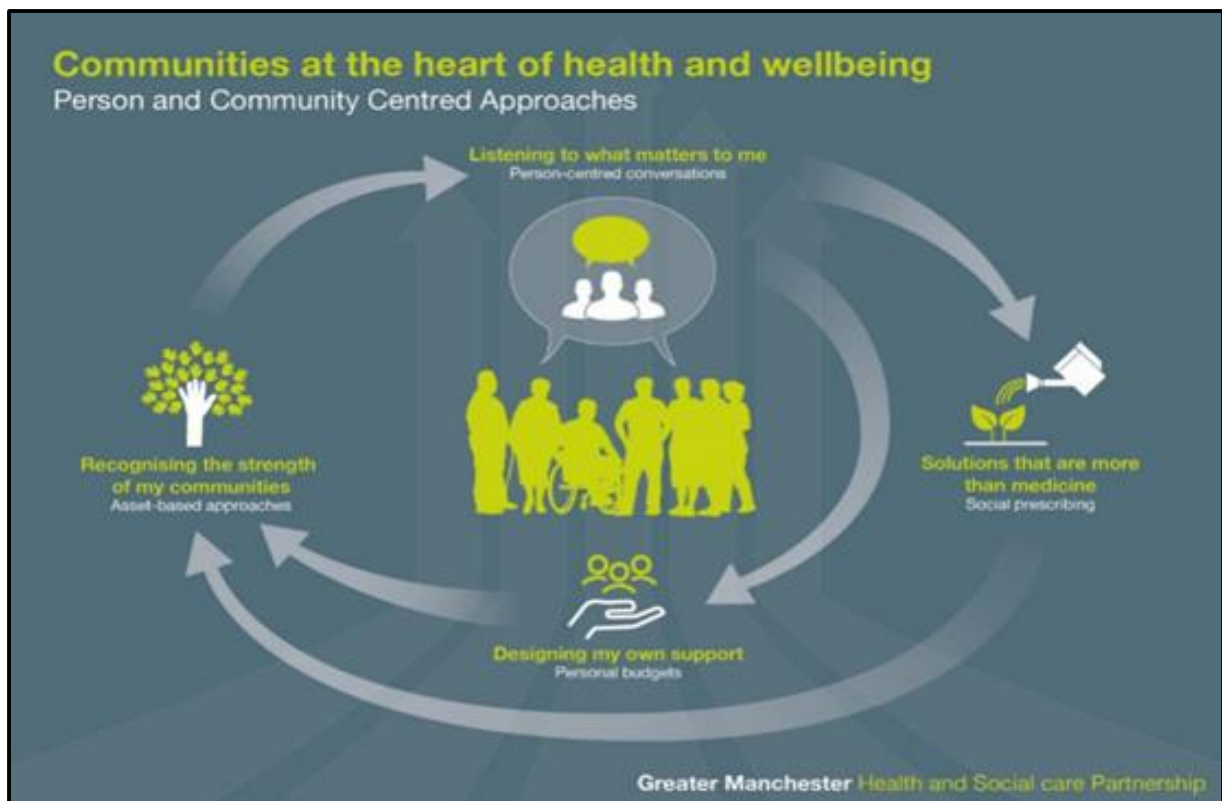 Communities at the heart of health and wellbeing
Person and Community Centred Approaches
Listening to what matters to me
Person-centred conversations
Recognising the strength
of my communities
Asset-based approaches
Solutions that are more
than medicine
Social prescribing
Designing my own support
Personal budgets
Greater Manchester Health and Social care Partnership